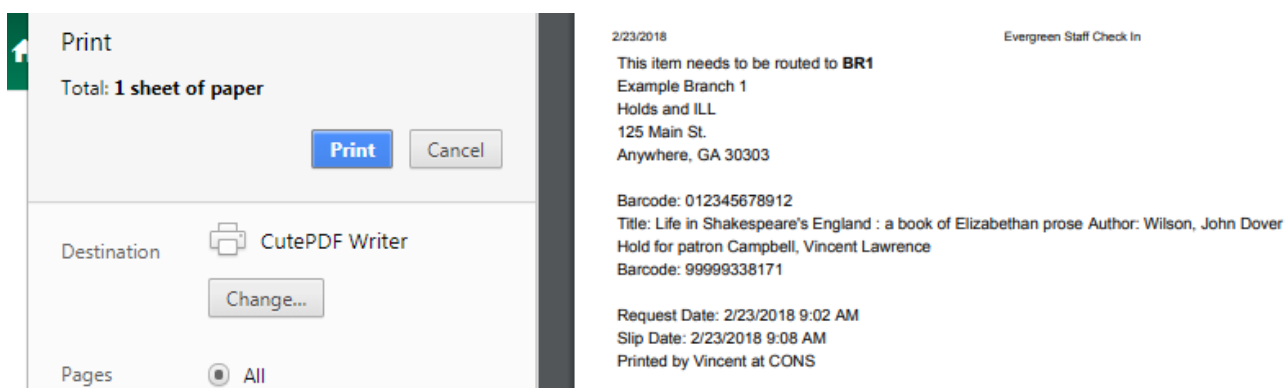 Print
Total: 1 sheet of paper
Print Cancel
Destination
CutePDF Writer
Change...
Pages
All
2/23/2018 Evergreen Staff Check In
This item needs to be routed to BR1
Example Branch 1
Holds and ILL
125 Main St.
Anywhere, GA 30303
Barcode: 012345678912
Title: Life in Shakespeare's England : a book of Elizabethan prose Author: Wilson, John Dover
Hold for patron Campbell, Vincent Lawrence
Barcode: 99999338171
Request Date: 2/23/2018 9:02 AM
Slip Date: 2/23/2018 9:08 AM
Printed by Vincent at CONS